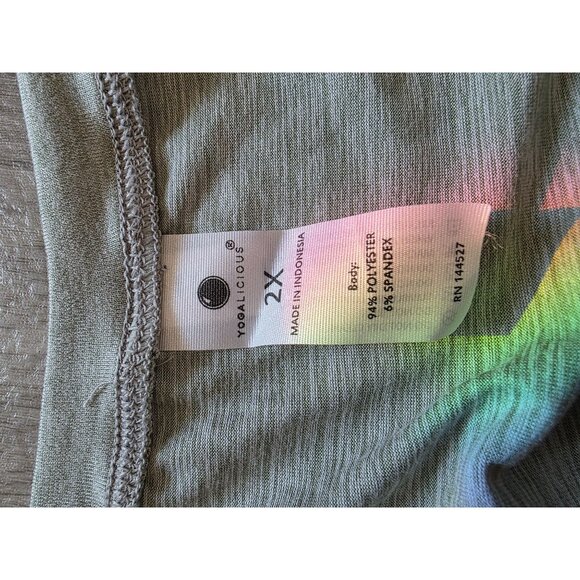 YOGALICIOUS®
2X
MADE IN INDONESIA
Body:
94% POLYESTER
6% SPANDEX
RN 144527